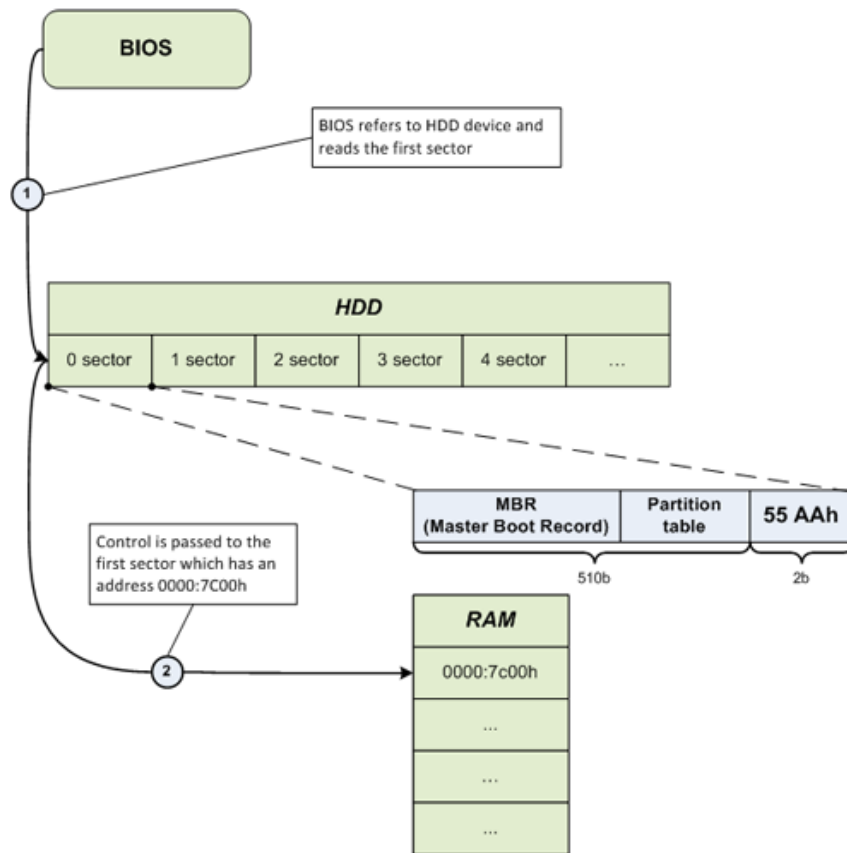 BIOS
BIOS refers to HDD device and
reads the first sector
1
HDD
0 sector
1 sector
2 sector
3 sector
4 sector
...
MBR
(Master Boot Record)
Partition
table
55 AAh
510b
2b
Control is passed to the
first sector which has an
address 0000:7C00h
2
RAM
0000:7c00h
...
...
...